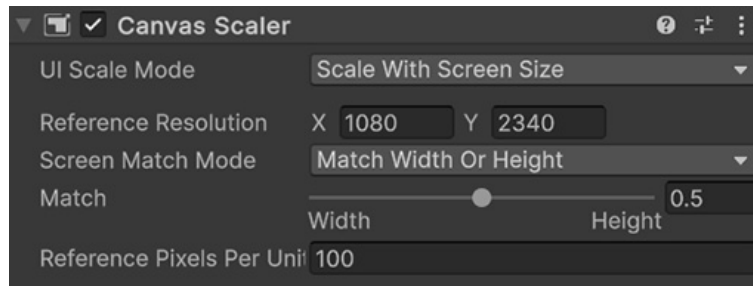 Canvas Scaler
UI Scale Mode Scale With Screen Size
Reference Resolution X 1080 Y 2340
Screen Match Mode Match Width Or Height
Match 0.5
Width Height
Reference Pixels Per Uni 100